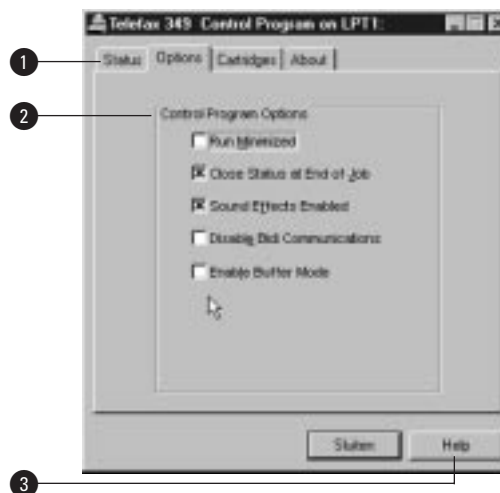 Telefax 349 Control Program on LPT1:
1
Status Options Cartridges About
2
Control Program Options
Run Minimized
Close Status at End of Job
Sound Effects Enabled
Disable Bidi Communications
Enable Buffer Mode
Sluiten Help
3